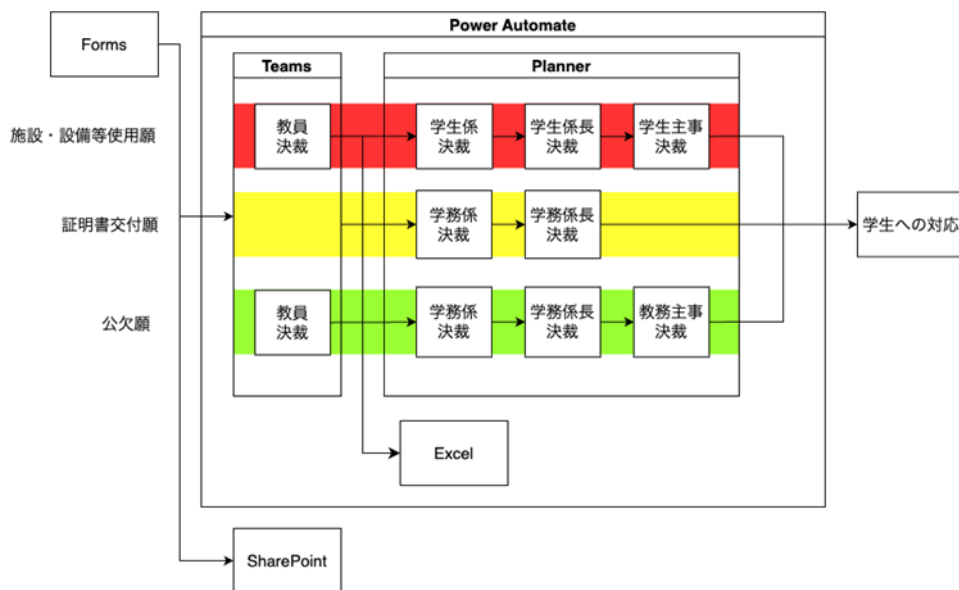 Power Automate
Forms
Teams
Planner
施設・設備等使用願
教員
決裁
学生係
決裁
学生係長
決裁
学生主事
決裁
証明書交付願
学務係
決裁
学務係長
決裁
学生への対応
公欠願
教員
決裁
学務係
決裁
学務係長
決裁
教務主事
決裁
Excel
SharePoint